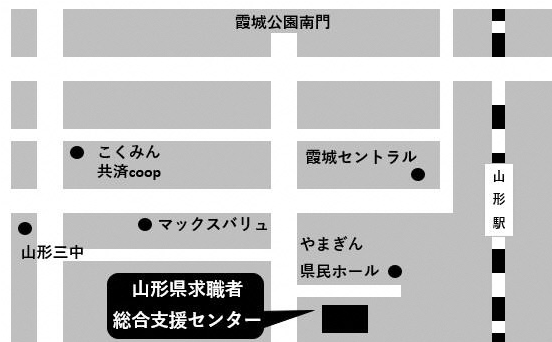 霞城公園南門
こくみん
共済coop
霞城セントラル
山形駅
マックスバリュ
山形三中
やまぎん
県民ホール
山形県求職者
総合支援センター